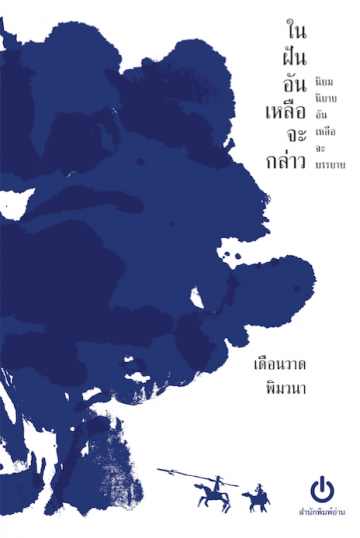 ใน
ฝัน
อัน
เหลือ
จะ
กล่าว
นิยม
นิยาย
อัน
เหลือ
จะ
บรรยาย
เดือนวาด
พิมวนา
สำนักพิมพ์อ่าน